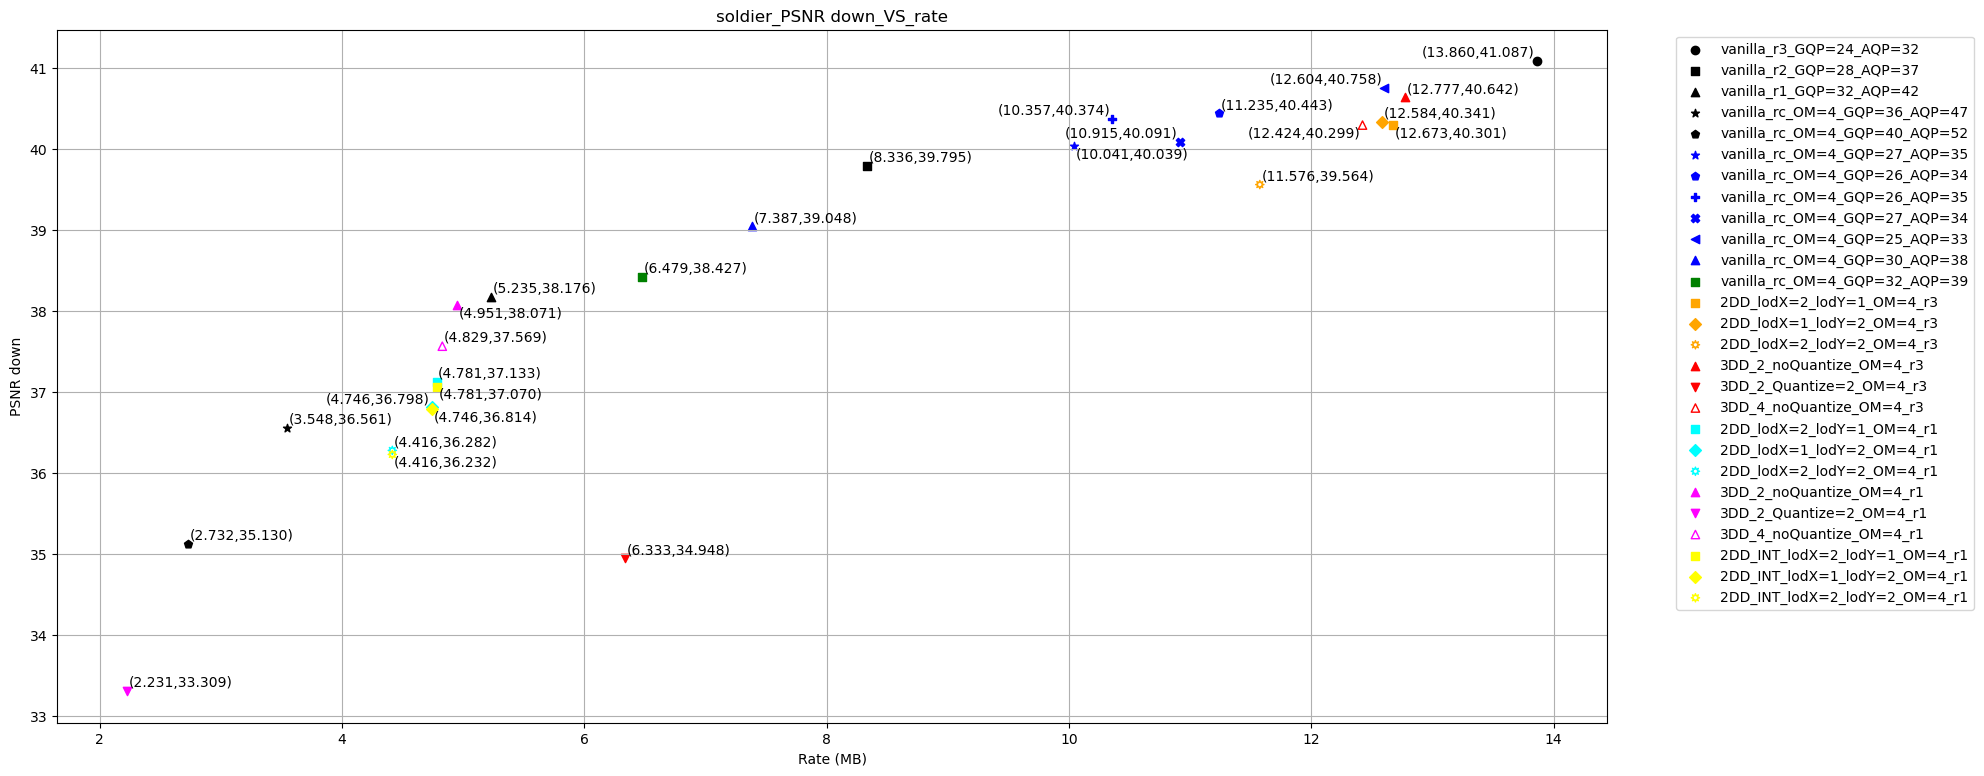 soldier_PSNR down_VS_rate
PSNR down
41
40
39
38
37
36
35
34
33
(13.860,41.087)
(12.604,40.758)
(12.777,40.642)
(10.357,40.374)
(11.235,40.443)
(12.584,40.341)
(10.915,40.091)
(12.424,40.299)
(12.673,40.301)
(10.041,40.039)
(8.336,39.795)
(11.576,39.564)
(7.387,39.048)
(6.479,38.427)
(5.235,38.176)
(4.951,38.071)
(4.829,37.569)
(4.781,37.133)
(4.781,37.070)
(4.746,36.798)
(4.746,36.814)
(3.548,36.561)
(4.416,36.282)
(4.416,36.232)
(2.732,35.130)
(6.333,34.948)
(2.231,33.309)
2
4
6
8
10
12
14
Rate (MB)
vanilla_r3_GQP=24_AQP=32
vanilla_r2_GQP=28_AQP=37
vanilla_r1_GQP=32_AQP=42
vanilla_rc_OM=4_GQP=36_AQP=47
vanilla_rc_OM=4_GQP=40_AQP=52
vanilla_rc_OM=4_GQP=27_AQP=35
vanilla_rc_OM=4_GQP=26_AQP=34
vanilla_rc_OM=4_GQP=26_AQP=35
vanilla_rc_OM=4_GQP=27_AQP=34
vanilla_rc_OM=4_GQP=25_AQP=33
vanilla_rc_OM=4_GQP=30_AQP=38
vanilla_rc_OM=4_GQP=32_AQP=39
2DD_lodX=2_lodY=1_OM=4_r3
2DD_lodX=1_lodY=2_OM=4_r3
2DD_lodX=2_lodY=2_OM=4_r3
3DD_2_noQuantize_OM=4_r3
3DD_2_Quantize=2_OM=4_r3
3DD_4_noQuantize_OM=4_r3
2DD_lodX=2_lodY=1_OM=4_r1
2DD_lodX=1_lodY=2_OM=4_r1
2DD_lodX=2_lodY=2_OM=4_r1
3DD_2_noQuantize_OM=4_r1
3DD_2_Quantize=2_OM=4_r1
3DD_4_noQuantize_OM=4_r1
2DD_INT_lodX=2_lodY=1_OM=4_r1
2DD_INT_lodX=1_lodY=2_OM=4_r1
2DD_INT_lodX=2_lodY=2_OM=4_r1